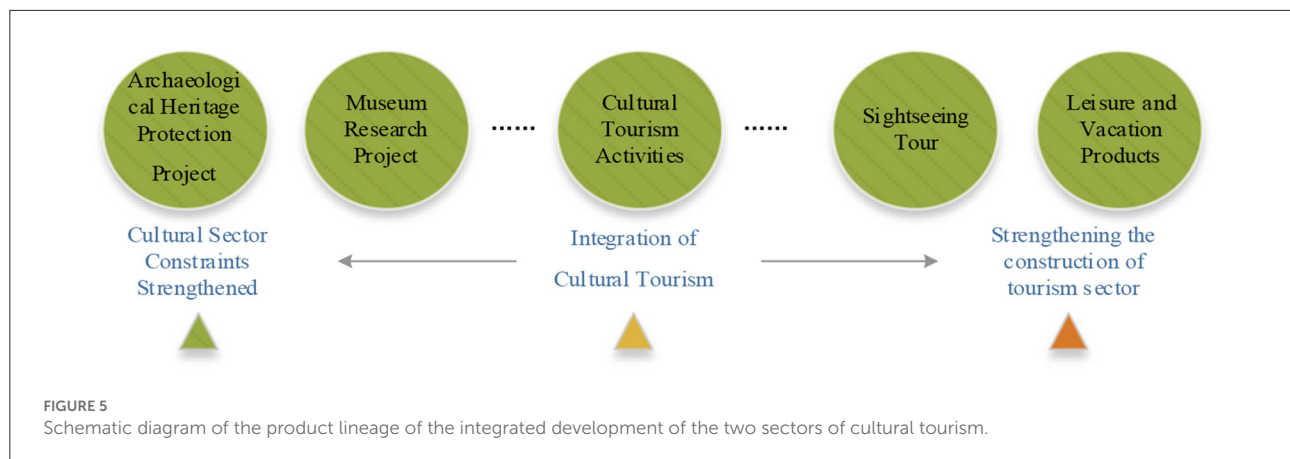 Archaeologi
cal Heritage
Protection
Project
Museum
Research
Project
......
Cultural
Tourism
Activities
......
Sightseeing
Tour
Leisure and
Vacation
Products
Cultural Sector
Constraints
Strengthened
Integration of
Cultural Tourism
Strengthening the
construction of
tourism sector
FIGURE 5
Schematic diagram of the product lineage of the integrated development of the two sectors of cultural tourism.